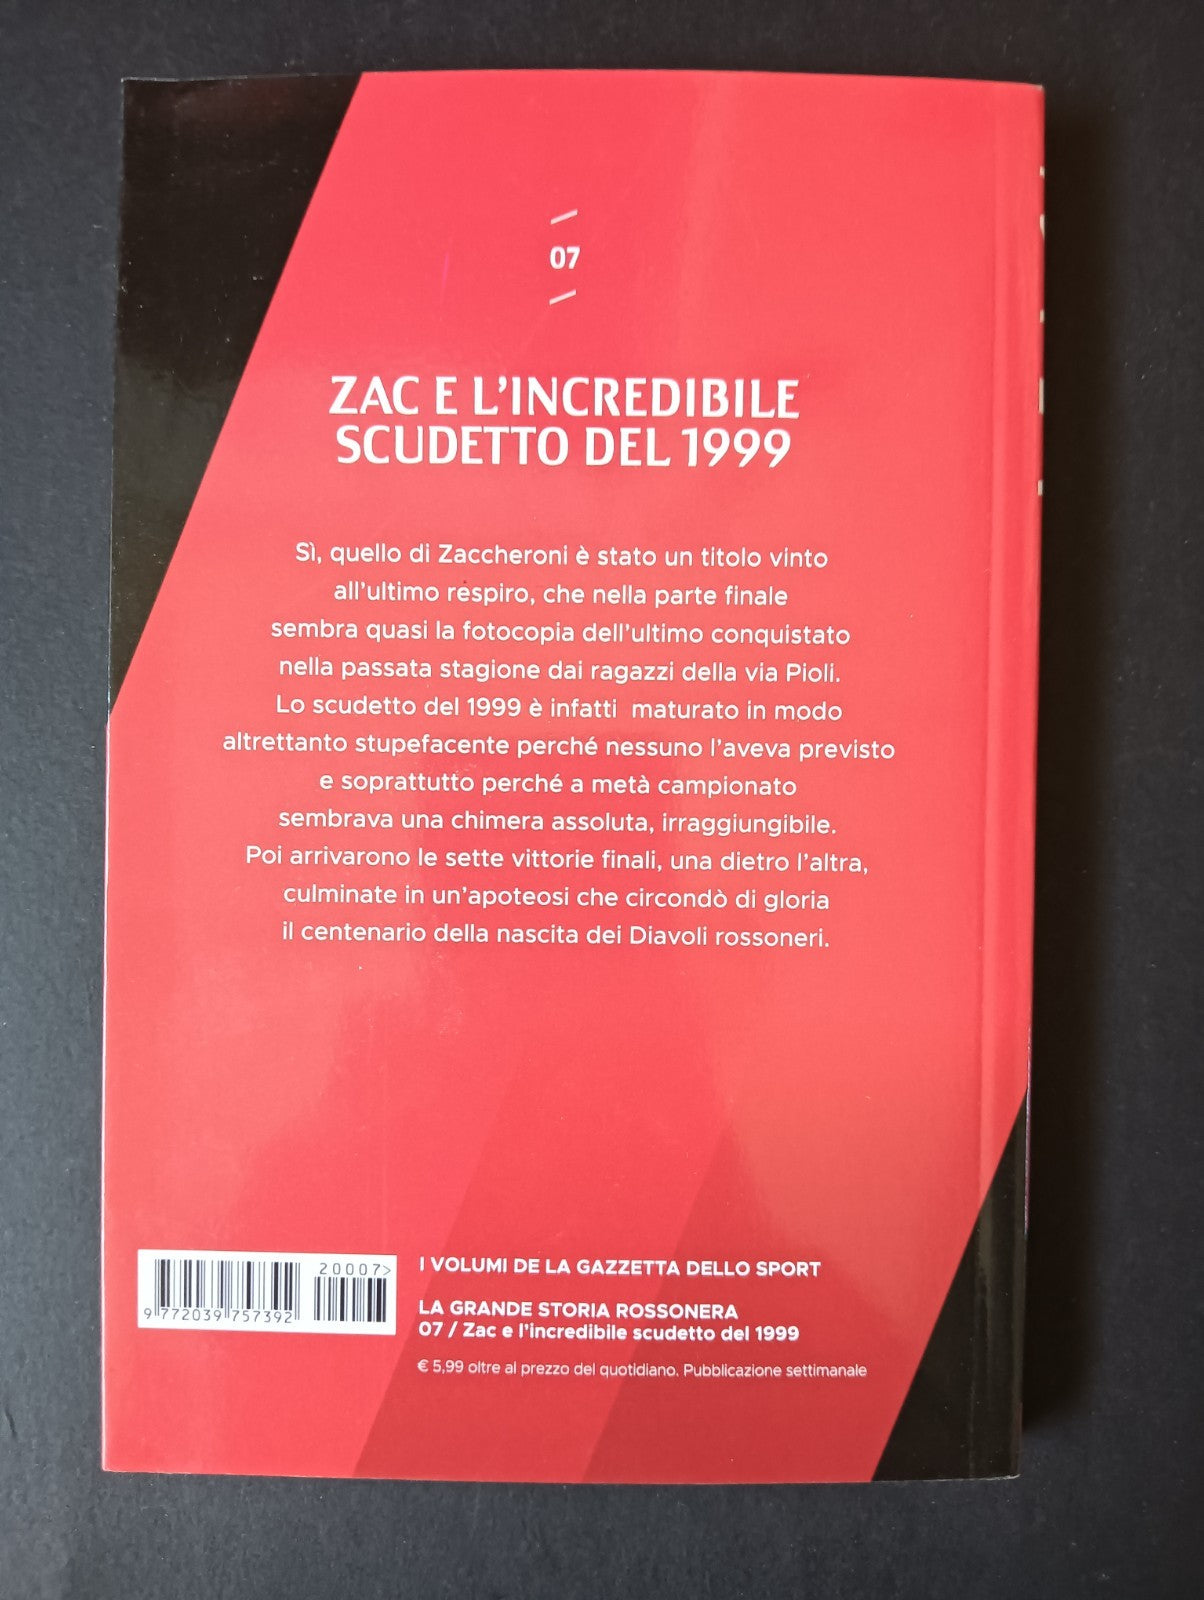 07
ZAC E L'INCREDIBILE
SCUDETTO DEL 1999
Sì, quello di Zaccheroni è stato un titolo vinto
all'ultimo respiro, che nella parte finale
sembra quasi la fotocopia dell'ultimo conquistato
nella passata stagione dai ragazzi della via Pioli.
Lo scudetto del 1999 è infatti maturato in modo
altrettanto stupefacente perché nessuno l'aveva previsto
e soprattutto perché a metà campionato
sembrava una chimera assoluta, irraggiungibile.
Poi arrivarono le sette vittorie finali, una dietro l'altra,
culminate in un'apoteosi che circondò di gloria
il centenario della nascita dei Diavoli rossoneri.
20007>
9 772039 757392
I VOLUMI DE LA GAZZETTA DELLO SPORT
LA GRANDE STORIA ROSSONERA
07 / Zac e l'incredibile scudetto del 1999
€ 5,99 oltre al prezzo del quotidiano. Pubblicazione settimanale